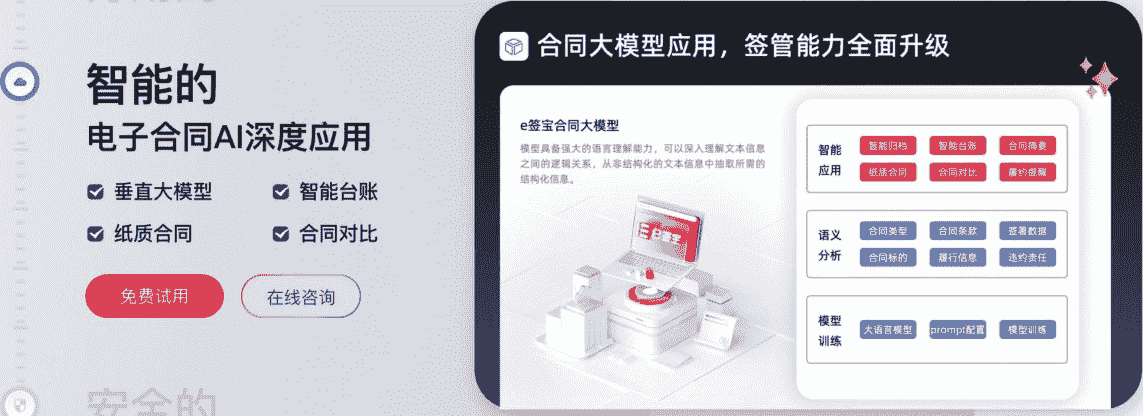 智能的
电子合同AI深度应用
垂直大模型
智能台账
纸质合同
合同对比
免费试用
在线咨询
安全的
合同大模型应用，签管能力全面升级
e签宝合同大模型
模型具备强大的语言理解能力，可以深入理解文本信息
之间的逻辑关系，从非结构化的文本信息中抽取所需的
结构化信息。
e签宝
智能
应用
智能归档
智能台账
合同摘要
纸质合同
合同对比
履约提醒
语义
分析
合同类型
合同条款
签署数据
合同标的
履行信息
违约责任
模型
训练
大语言模型
prompt配置
模型训练